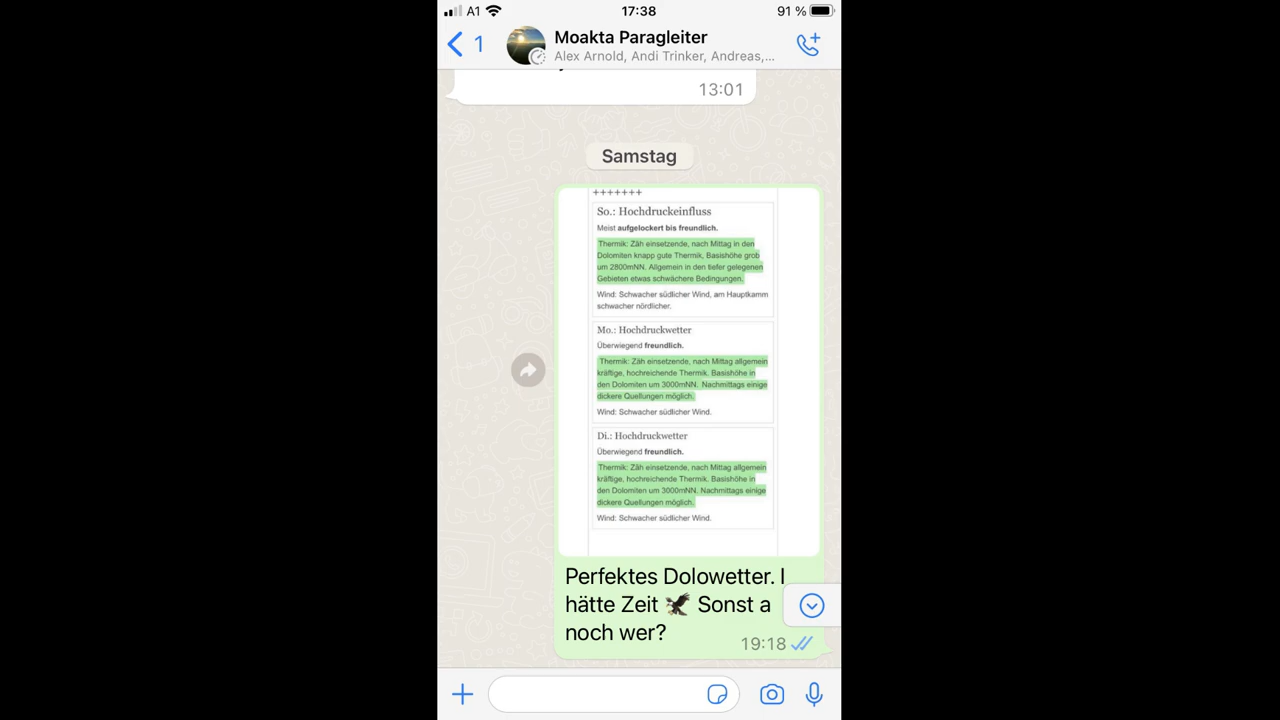 A1 17:38 91 %
1 Moakta Paragleiter
Alex Arnold, Andi Trinker, Andreas,...
13:01
Samstag
+++++++
So.: Hochdruckeinfluss
Meist aufgelockert bis freundlich.
Thermik: Zäh einsetzende, nach Mittag in den
Dolomiten knapp gute Thermik, Basishöhe grob
um 2800mNN. Allgemein in den tiefer gelegenen
Gebieten etwas schwächere Bedingungen.
Wind: Schwacher südlicher Wind, am Hauptkamm
schwacher nördlicher.
Mo.: Hochdruckwetter
Überwiegend freundlich.
Thermik: Zäh einsetzende, nach Mittag allgemein
kräftige, hochreichende Thermik. Basishöhe in
den Dolomiten um 3000mNN. Nachmittags einige
dickere Quellungen möglich.
Wind: Schwacher südlicher Wind.
Di.: Hochdruckwetter
Überwiegend freundlich.
Thermik: Zäh einsetzende, nach Mittag allgemein
kräftige, hochreichende Thermik. Basishöhe in
den Dolomiten um 3000mNN. Nachmittags einige
dickere Quellungen möglich.
Wind: Schwacher südlicher Wind.
Perfektes Dolowetter. I
hätte Zeit 🦅 Sonst a
noch wer?
19:18